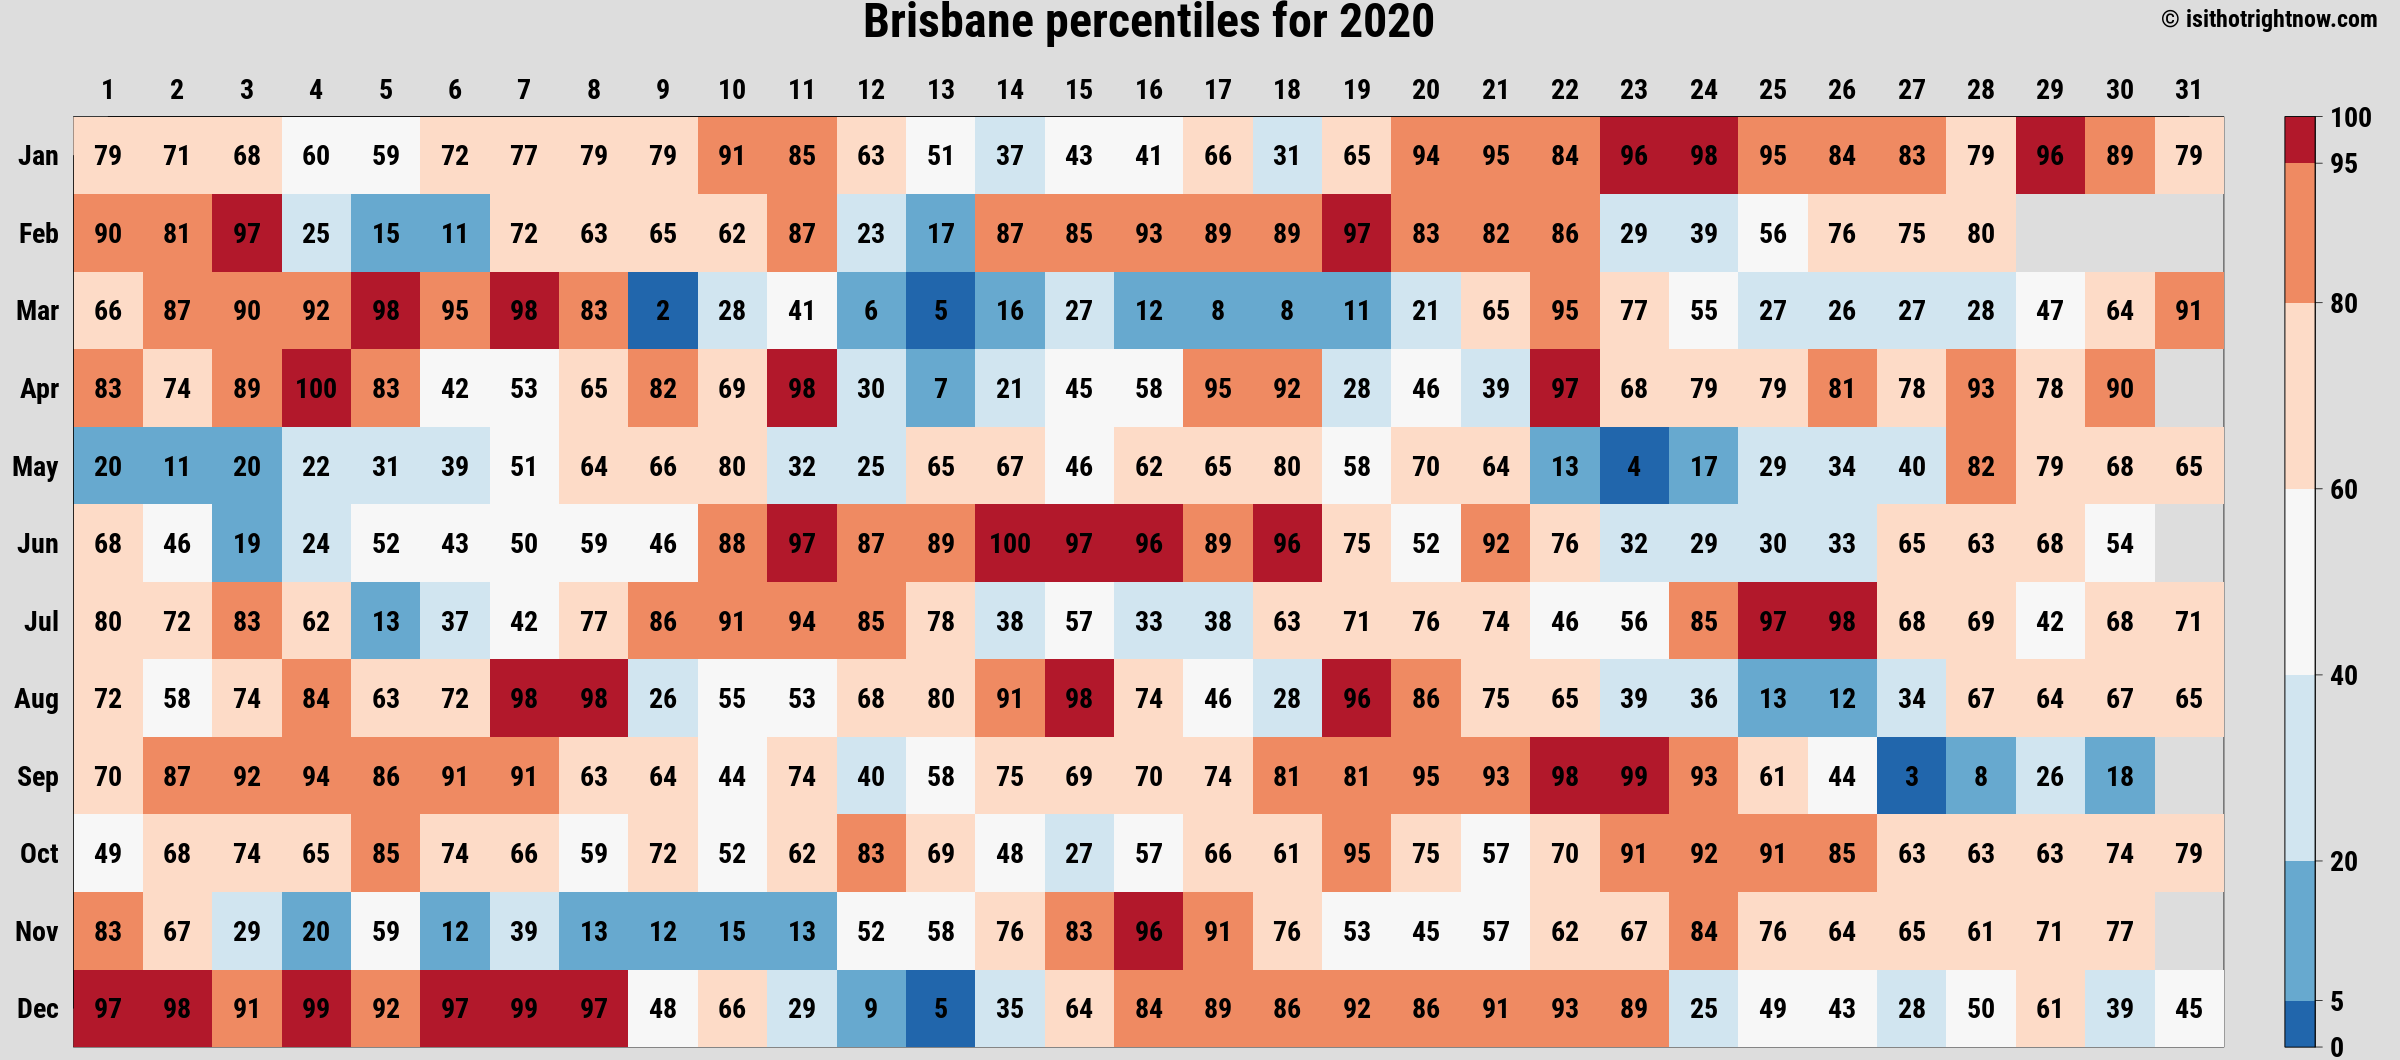 Brisbane percentiles for 2020
© isithotrightnow.com
1 2 3 4 5 6 7 8 9 10 11 12 13 14 15 16 17 18 19 20 21 22 23 24 25 26 27 28 29 30 31
Jan 79 71 68 60 59 72 77 79 79 91 85 63 51 37 43 41 66 31 65 94 95 84 96 98 95 84 83 79 96 89 79
Feb 90 81 97 25 15 11 72 63 65 62 87 23 17 87 85 93 89 89 97 83 82 86 29 39 56 76 75 80
Mar 66 87 90 92 98 95 98 83 2 28 41 6 5 16 27 12 8 8 11 21 65 95 77 55 27 26 27 28 47 64 91
Apr 83 74 89 100 83 42 53 65 82 69 98 30 7 21 45 58 95 92 28 46 39 97 68 79 79 81 78 93 78 90
May 20 11 20 22 31 39 51 64 66 80 32 25 65 67 46 62 65 80 58 70 64 13 4 17 29 34 40 82 79 68 65
Jun 68 46 19 24 52 43 50 59 46 88 97 87 89 100 97 96 89 96 75 52 92 76 32 29 30 33 65 63 68 54
Jul 80 72 83 62 13 37 42 77 86 91 94 85 78 38 57 33 38 63 71 76 74 46 56 85 97 98 68 69 42 68 71
Aug 72 58 74 84 63 72 98 98 26 55 53 68 80 91 98 74 46 28 96 86 75 65 39 36 13 12 34 67 64 67 65
Sep 70 87 92 94 86 91 91 63 64 44 74 40 58 75 69 70 74 81 81 95 93 98 99 93 61 44 3 8 26 18
Oct 49 68 74 65 85 74 66 59 72 52 62 83 69 48 27 57 66 61 95 75 57 70 91 92 91 85 63 63 63 74 79
Nov 83 67 29 20 59 12 39 13 12 15 13 52 58 76 83 96 91 76 53 45 57 62 67 84 76 64 65 61 71 77
Dec 97 98 91 99 92 97 99 97 48 66 29 9 5 35 64 84 89 86 92 86 91 93 89 25 49 43 28 50 61 39 45
100
95
80
60
40
20
5
0